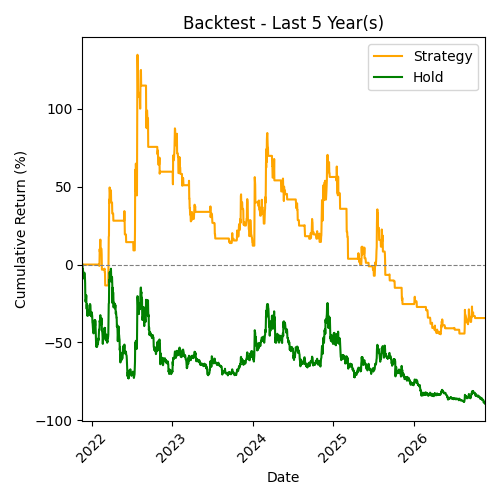 Backtest - Last 5 Year(s)
Strategy
Hold
Cumulative Return (%)
100
50
0
−50
−100
2022
2023
2024
2025
2026
Date